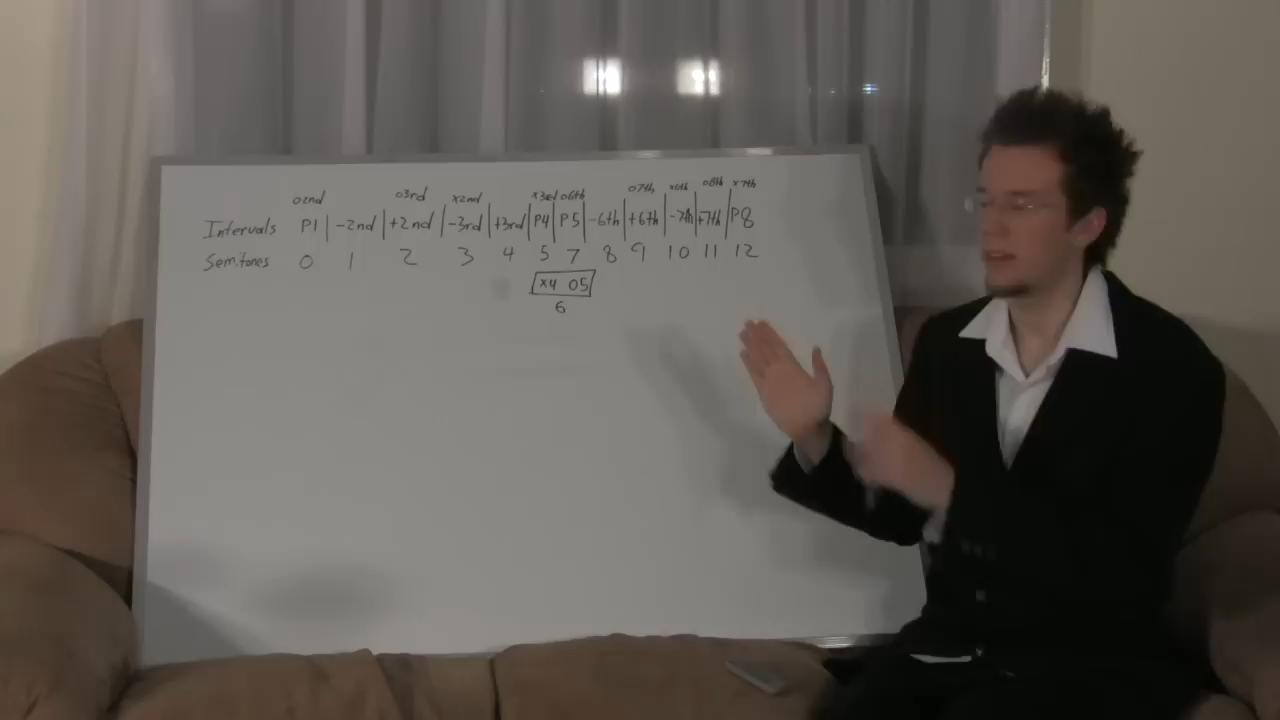 o2nd o3rd x2nd x3rd o6th o7th x6th o8th x7th
Intervals P1 | -2nd | +2nd | -3rd | +3rd | P4 | P5 | -6th | +6th | -7th | +7th | P8
Semitones 0 1 2 3 4 5 7 8 9 10 11 12
x4 o5
6